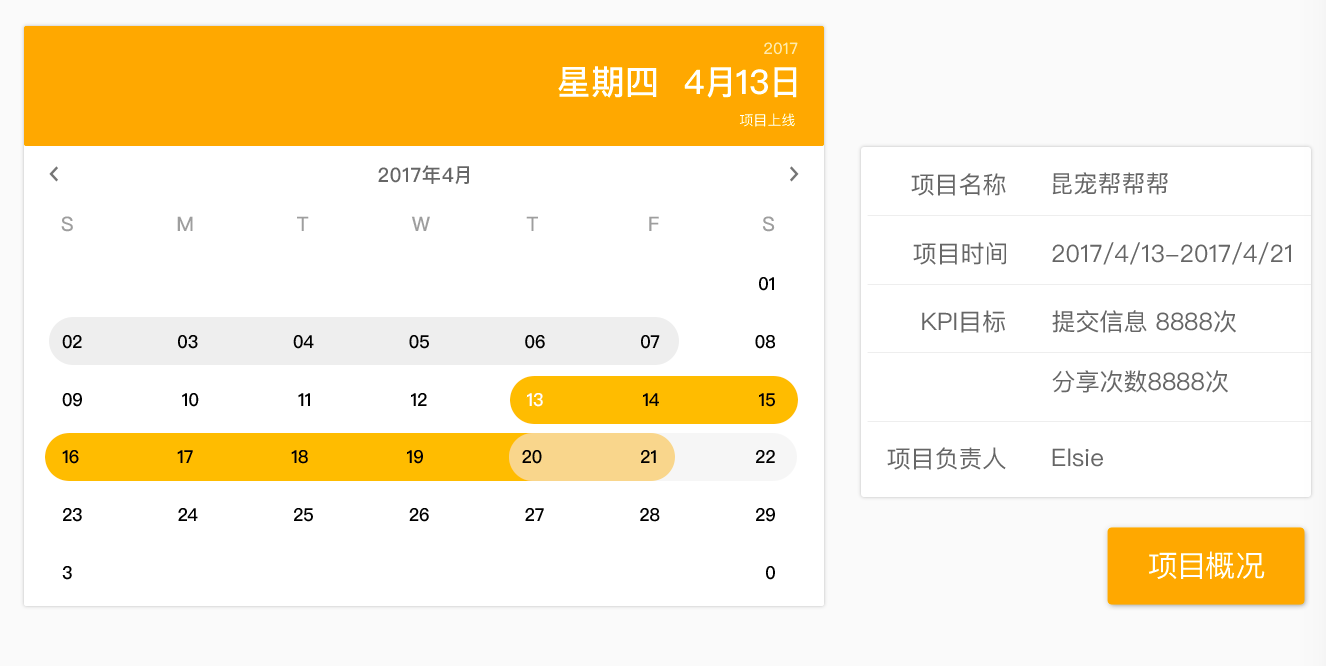 2017
星期四 4月13日
项目上线
2017年4月
S M T W T F S
01
02 03 04 05 06 07 08
09 10 11 12 13 14 15
16 17 18 19 20 21 22
23 24 25 26 27 28 29
3 0
项目名称 昆宠帮帮帮
项目时间 2017/4/13-2017/4/21
KPI目标 提交信息 8888次
分享次数8888次
项目负责人 Elsie
项目概况